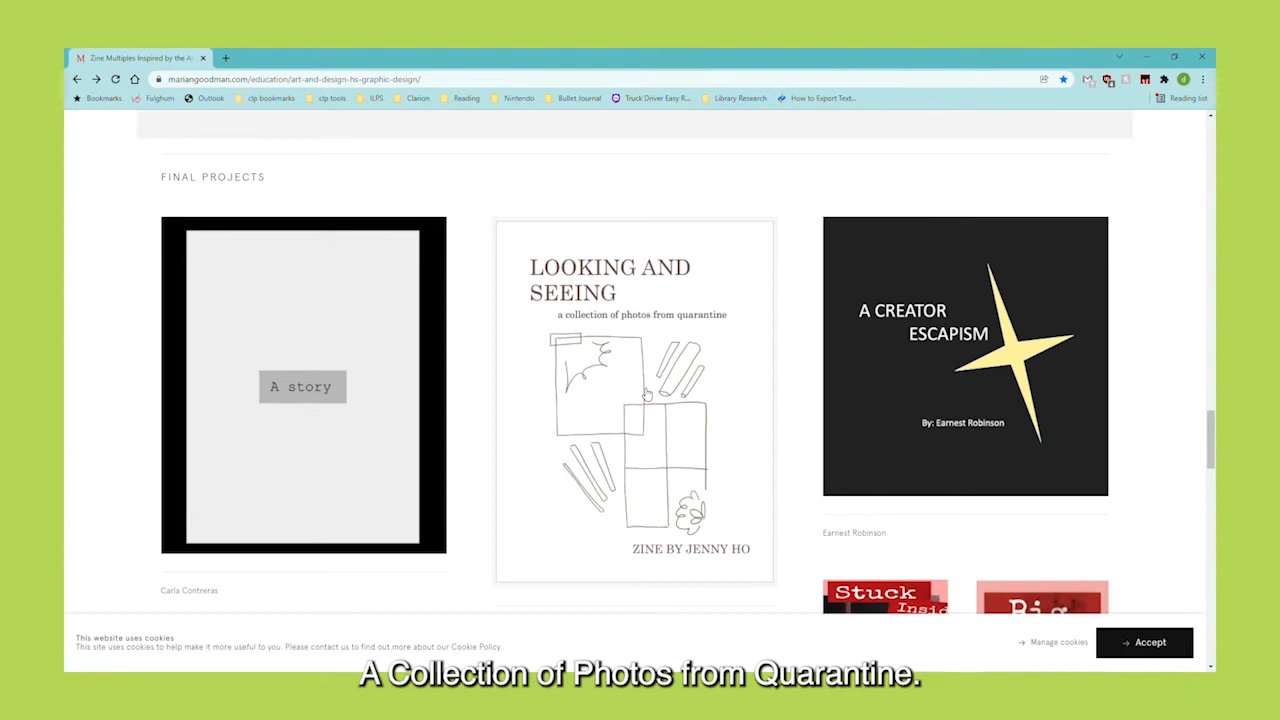 Zine Multiples Inspired by the Ar
mariangoodman.com/education/art-and-design-hs-graphic-design/
Bookmarks Fulghum Outlook clp bookmarks clp tools ILPS Clarion Reading Nintendo Bullet Journal Truck Driver Easy R... Library Research How to Export Text... Reading list
FINAL PROJECTS
A story
Carla Contreras
LOOKING AND
SEEING
a collection of photos from quarantine
ZINE BY JENNY HO
A CREATOR
ESCAPISM
By: Earnest Robinson
Earnest Robinson
Stuck
Insid
Big
This website uses cookies
This site uses cookies to help make it more useful to you. Please contact us to find out more about our Cookie Policy.
Manage cookies
Accept
A Collection of Photos from Quarantine.